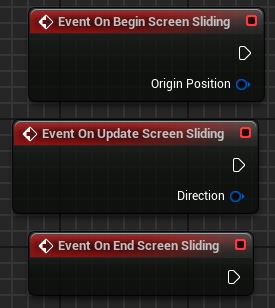 Event On Begin Screen Sliding
Origin Position
Event On Update Screen Sliding
Direction
Event On End Screen Sliding